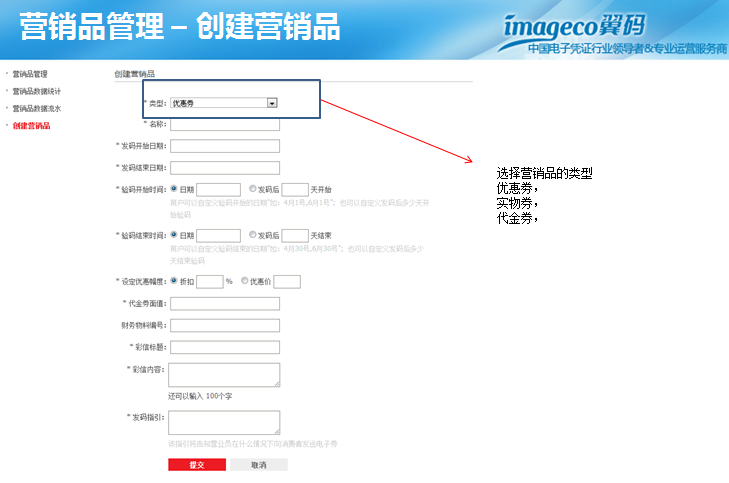 营销品管理 – 创建营销品
imageco翼码
中国电子凭证行业领导者&专业运营服务商
营销品管理
营销品数据统计
营销品数据流水
创建营销品
创建营销品
* 类型: 优惠券
* 名称:
* 发码开始日期:
* 发码结束日期:
* 验码开始时间: 日期 发码后 天开始
商户可以自定义验码开始的日期"如: 4月1号,6月1号"; 也可以自定义发码后多少天开
始验码
* 验码结束时间: 日期 发码后 天结束
商户可以自定义验码结束的日期"如: 4月30号,6月30号"; 也可以自定义发码后多少
天结束验码
* 设定优惠幅度: 折扣 % 优惠价
* 代金券面值:
财务物料编号:
* 彩信标题:
* 彩信内容:
还可以输入 100个字
* 发码指引:
该指引将告知营业员在什么情况下向消费者发送电子券
提交 取消
选择营销品的类型
优惠券，
实物券，
代金券，